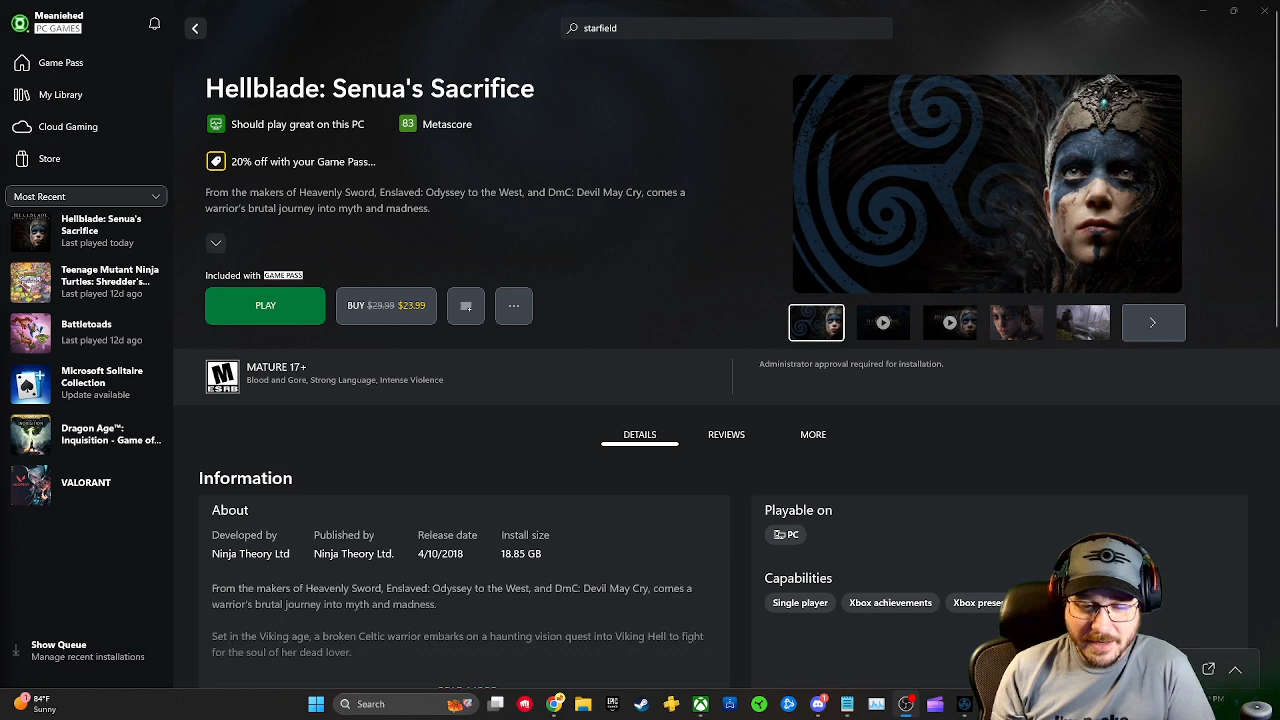 Meaniehed
PC GAMES
starfield
Game Pass
My Library
Cloud Gaming
Store
Most Recent
Hellblade: Senua's
Sacrifice
Last played today
Teenage Mutant Ninja
Turtles: Shredder's...
Last played 12d ago
Battletoads
Last played 12d ago
Microsoft Solitaire
Collection
Update available
Dragon Age™:
Inquisition - Game of...
VALORANT
Show Queue
Manage recent installations
Hellblade: Senua's Sacrifice
Should play great on this PC
83 Metascore
20% off with your Game Pass...
From the makers of Heavenly Sword, Enslaved: Odyssey to the West, and DmC: Devil May Cry, comes a
warrior's brutal journey into myth and madness.
Included with GAME PASS
PLAY
BUY $29.99 $23.99
M
ESRB
MATURE 17+
Blood and Gore, Strong Language, Intense Violence
Administrator approval required for installation.
DETAILS REVIEWS MORE
Information
About
Developed by Published by Release date Install size
Ninja Theory Ltd Ninja Theory Ltd. 4/10/2018 18.85 GB
From the makers of Heavenly Sword, Enslaved: Odyssey to the West, and DmC: Devil May Cry, comes a
warrior's brutal journey into myth and madness.
Set in the Viking age, a broken Celtic warrior embarks on a haunting vision quest into Viking Hell to fight
for the soul of her dead lover.
Playable on
PC
Capabilities
Single player Xbox achievements Xbox
84°F
Sunny
Search
EPIC
PM